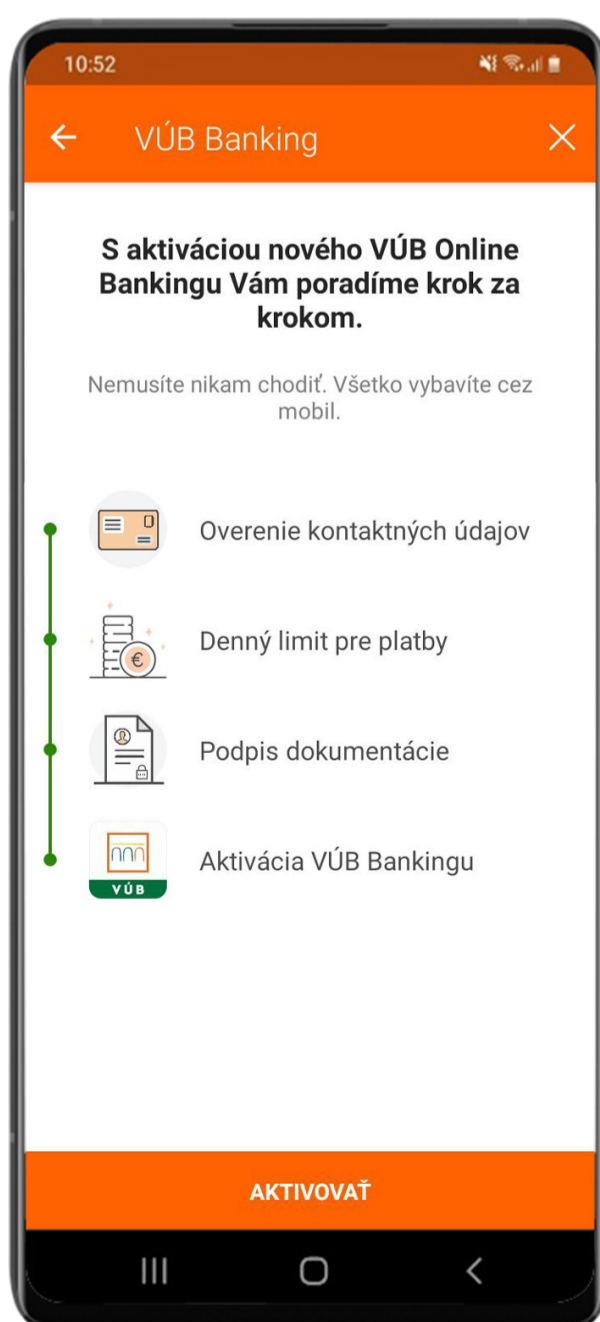 10:52
VÚB Banking
S aktiváciou nového VÚB Online
Bankingu Vám poradíme krok za
krokom.
Nemusíte nikam chodiť. Všetko vybavíte cez
mobil.
Overenie kontaktných údajov
Denný limit pre platby
€
Podpis dokumentácie
Aktivácia VÚB Bankingu
VÚB
AKTIVOVAŤ